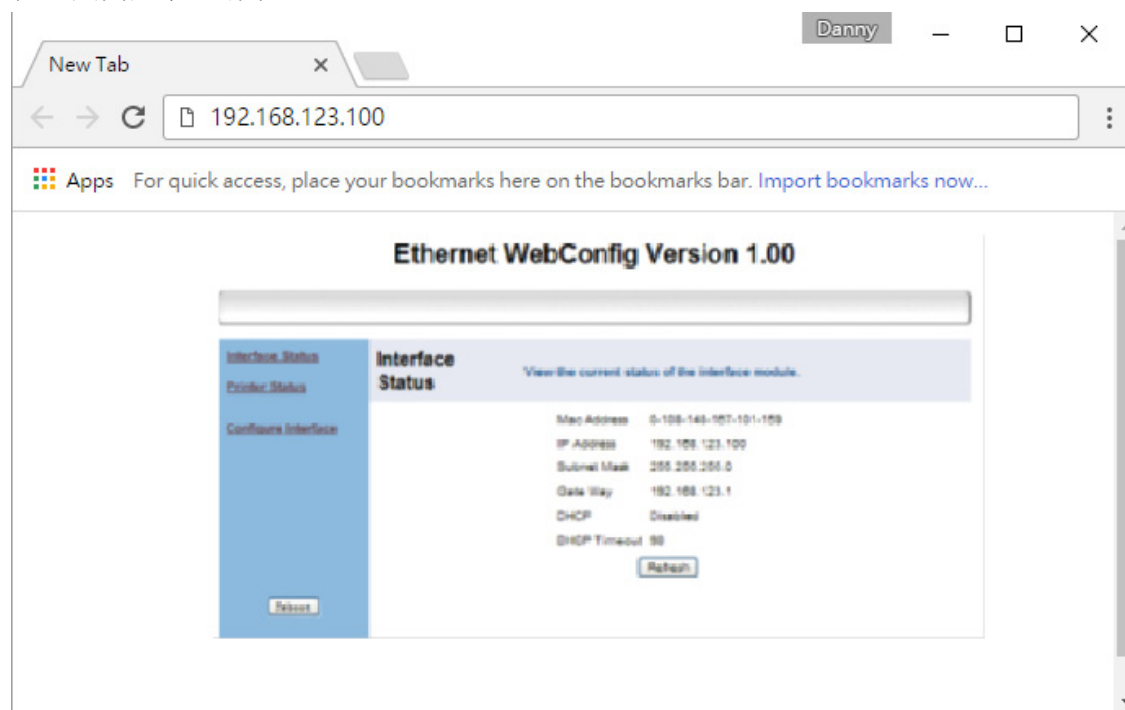 Danny
New Tab
192.168.123.100
Apps For quick access, place your bookmarks here on the bookmarks bar. Import bookmarks now...
Ethernet WebConfig Version 1.00
Interface Status
Printer Status
Configure Interface
Reboot
Interface
Status
View the current status of the interface module.
Mac Address
IP Address 192.168.123.100
Subnet Mask 255.255.255.0
Gate Way 192.168.123.1
DHCP Disabled
DHCP Timeout
Refresh